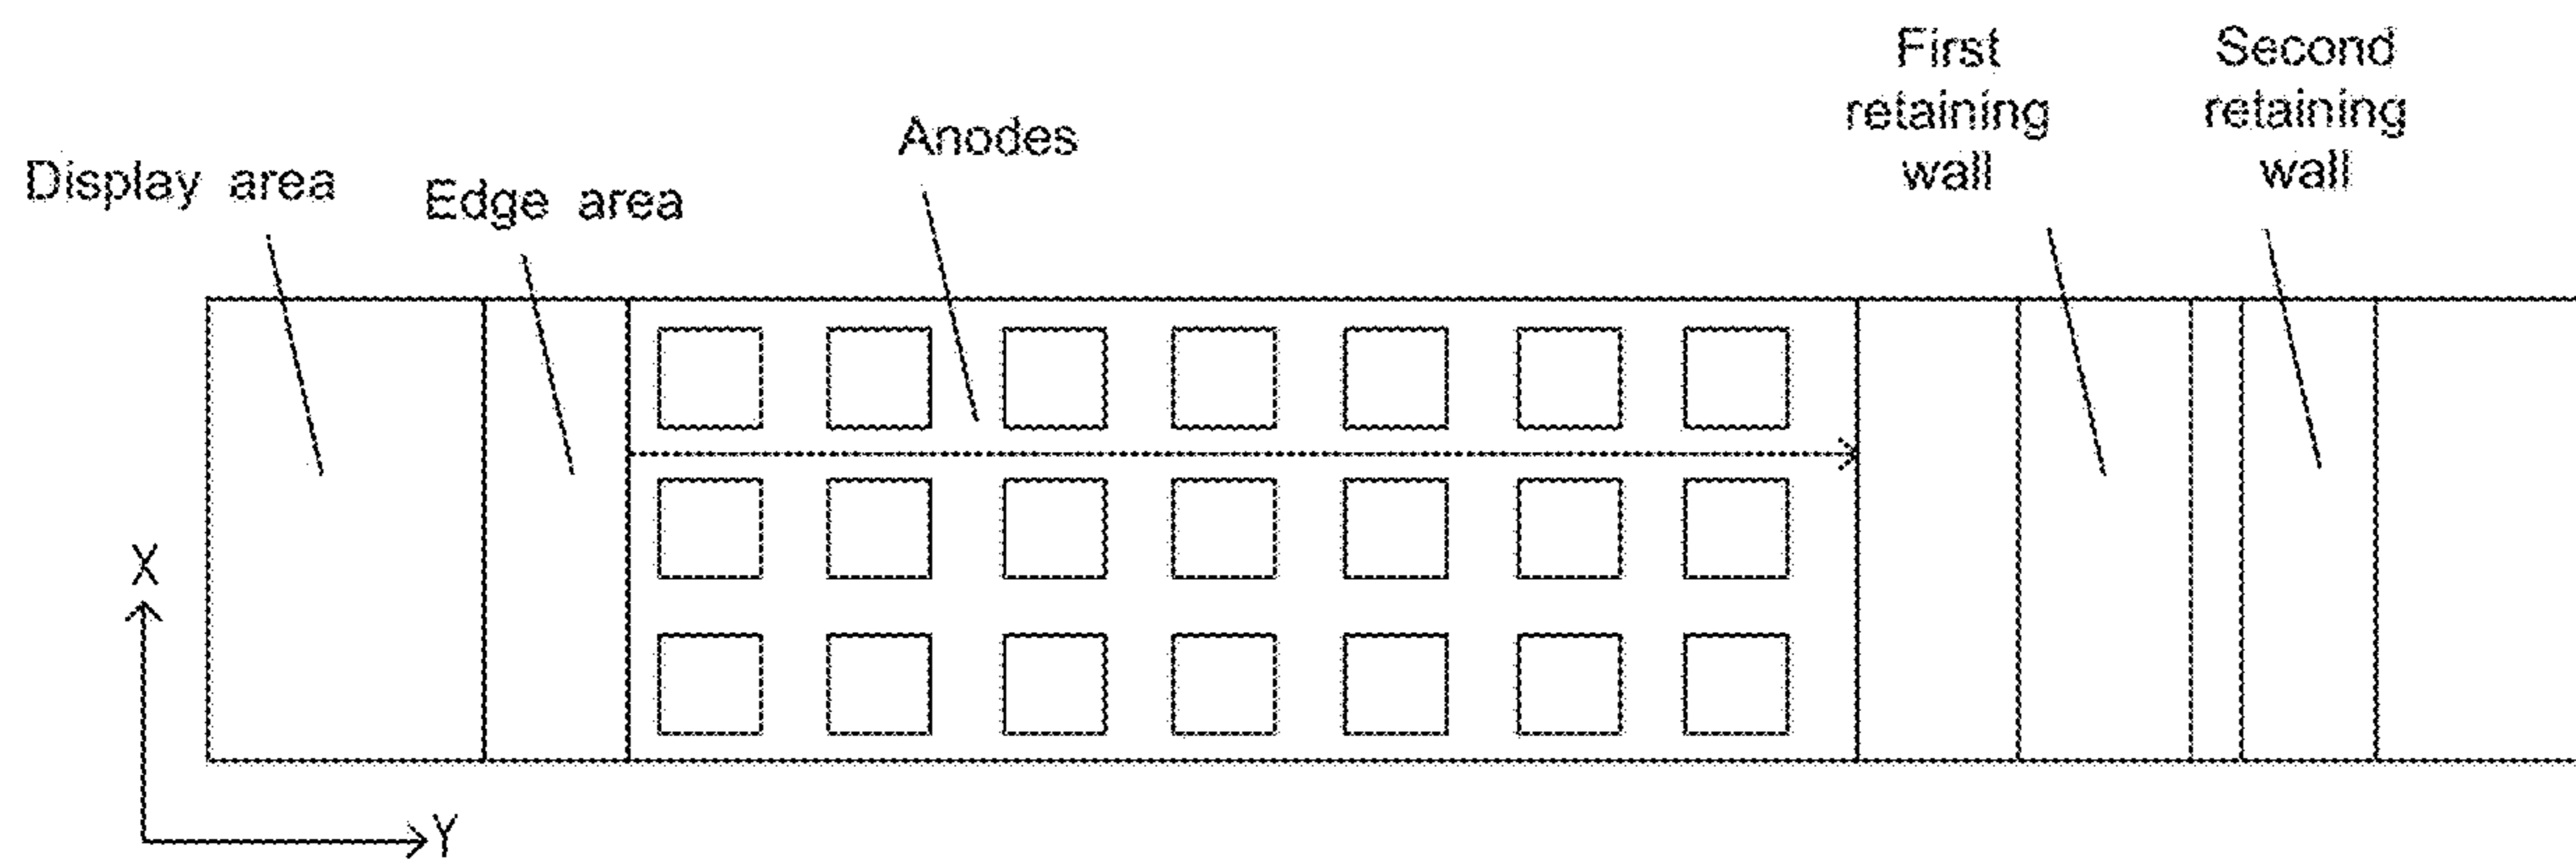 Display area
Edge area
Anodes
First
retaining
wall
Second
retaining
wall
X
Y